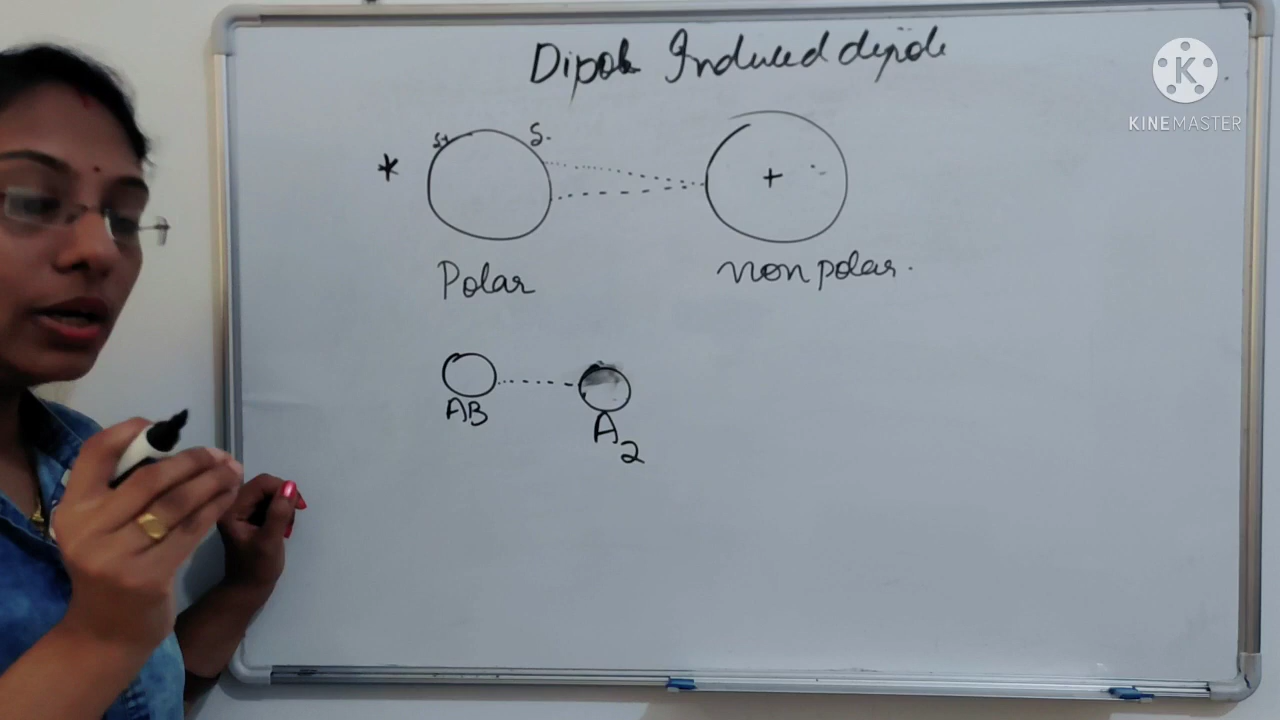 Dipole Induced dipole
δ+ δ-
* +
Polar non polar.
AB A2
K
KINEMASTER